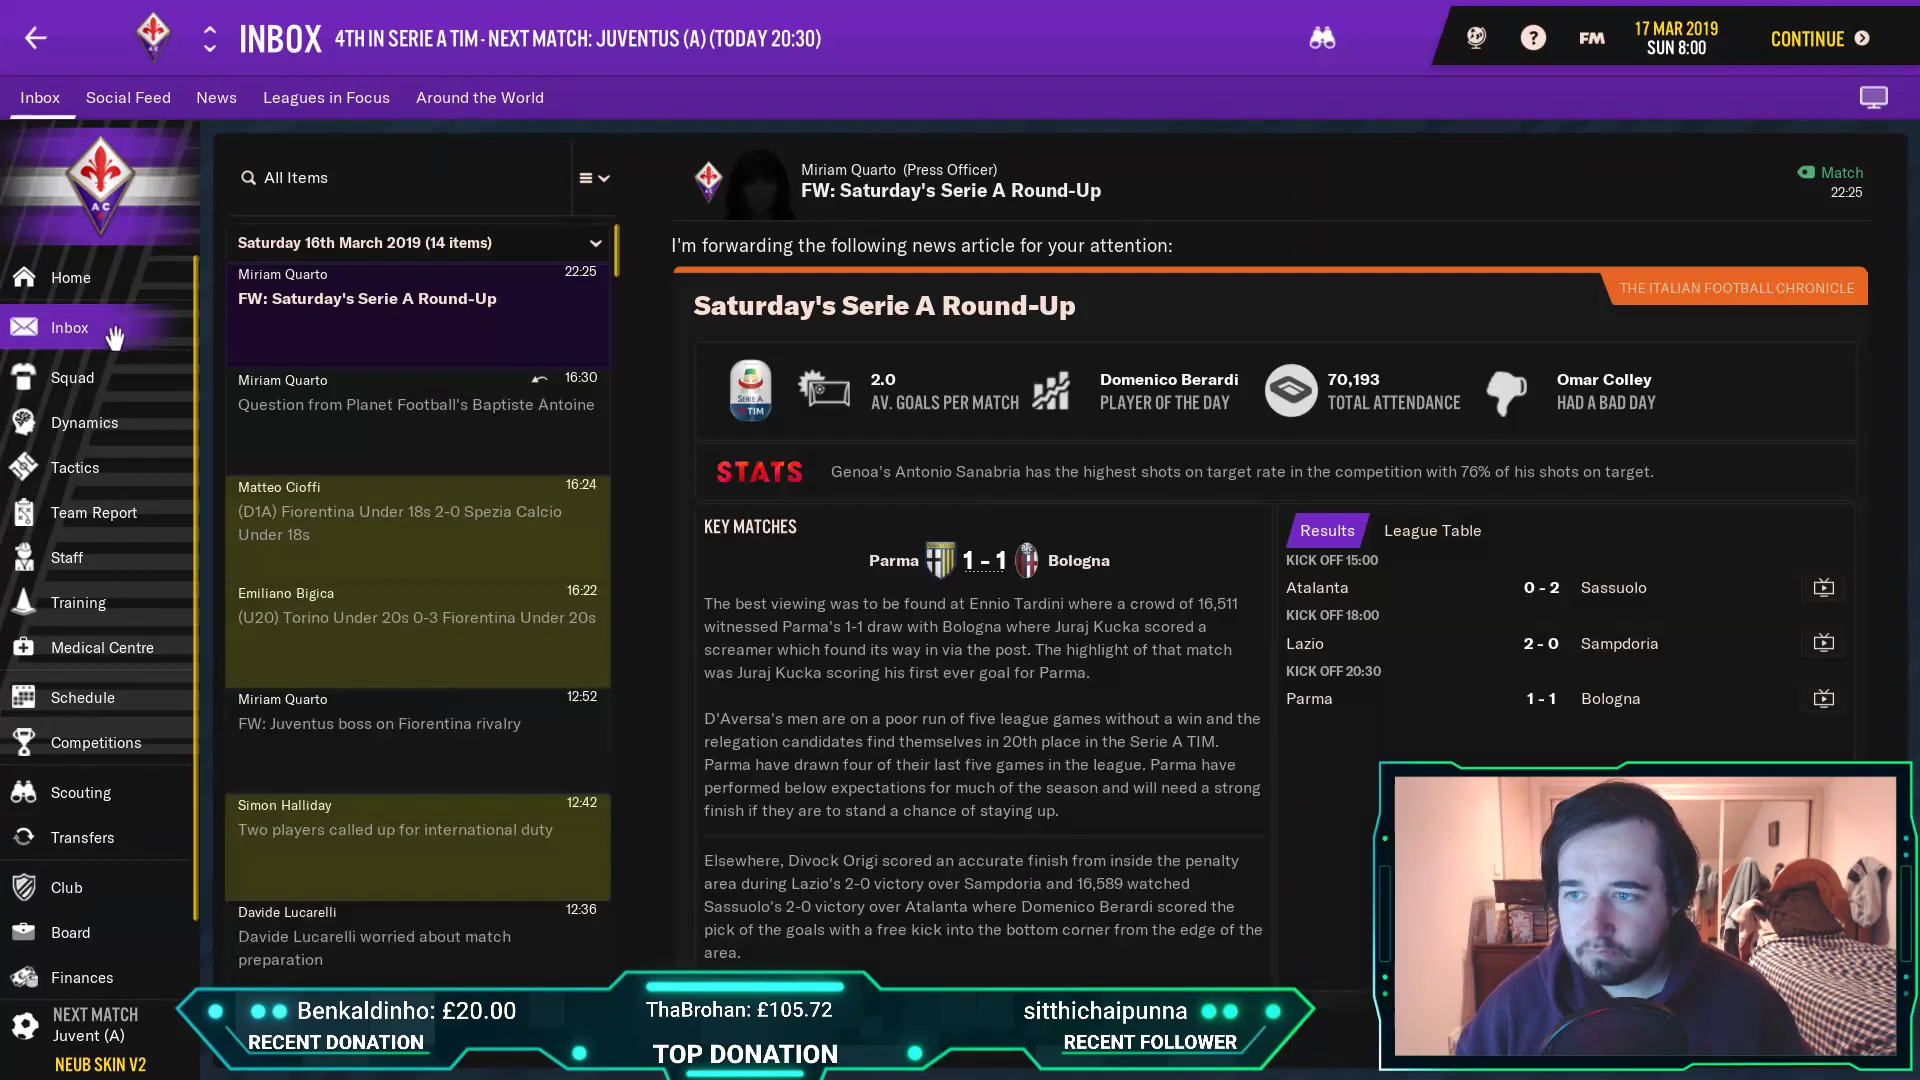 INBOX 4TH IN SERIE A TIM - NEXT MATCH: JUVENTUS (A) (TODAY 20:30)
FM
17 MAR 2019
SUN 8:00
CONTINUE
Inbox Social Feed News Leagues in Focus Around the World
A C
Home
Inbox
Squad
Dynamics
Tactics
Team Report
Staff
Training
Medical Centre
Schedule
Competitions
Scouting
Transfers
Club
Board
Finances
NEXT MATCH
Juvent (A)
NEUB SKIN V2
All Items
Saturday 16th March 2019 (14 items)
Miriam Quarto 22:25
FW: Saturday's Serie A Round-Up
Miriam Quarto 16:30
Question from Planet Football's Baptiste Antoine
Matteo Cioffi 16:24
(D1A) Fiorentina Under 18s 2-0 Spezia Calcio
Under 18s
Emiliano Bigica 16:22
(U20) Torino Under 20s 0-3 Fiorentina Under 20s
Miriam Quarto 12:52
FW: Juventus boss on Fiorentina rivalry
Simon Halliday 12:42
Two players called up for international duty
Davide Lucarelli 12:36
Davide Lucarelli worried about match
preparation
Miriam Quarto (Press Officer)
FW: Saturday's Serie A Round-Up
Match
22:25
I'm forwarding the following news article for your attention:
THE ITALIAN FOOTBALL CHRONICLE
Saturday's Serie A Round-Up
SERIE A
TIM
2.0
AV. GOALS PER MATCH
Domenico Berardi
PLAYER OF THE DAY
70,193
TOTAL ATTENDANCE
Omar Colley
HAD A BAD DAY
STATS Genoa's Antonio Sanabria has the highest shots on target rate in the competition with 76% of his shots on target.
KEY MATCHES
Parma 1 - 1 Bologna
The best viewing was to be found at Ennio Tardini where a crowd of 16,511
witnessed Parma's 1-1 draw with Bologna where Juraj Kucka scored a
screamer which found its way in via the post. The highlight of that match
was Juraj Kucka scoring his first ever goal for Parma.
D'Aversa's men are on a poor run of five league games without a win and the
relegation candidates find themselves in 20th place in the Serie A TIM.
Parma have drawn four of their last five games in the league. Parma have
performed below expectations for much of the season and will need a strong
finish if they are to stand a chance of staying up.
Elsewhere, Divock Origi scored an accurate finish from inside the penalty
area during Lazio's 2-0 victory over Sampdoria and 16,589 watched
Sassuolo's 2-0 victory over Atalanta where Domenico Berardi scored the
pick of the goals with a free kick into the bottom corner from the edge of the
area.
Results League Table
KICK OFF 15:00
Atalanta 0 - 2 Sassuolo
KICK OFF 18:00
Lazio 2 - 0 Sampdoria
KICK OFF 20:30
Parma 1 - 1 Bologna
Benkaldinho: £20.00
RECENT DONATION
ThaBrohan: £105.72
TOP DONATION
sitthichaipunna
RECENT FOLLOWER